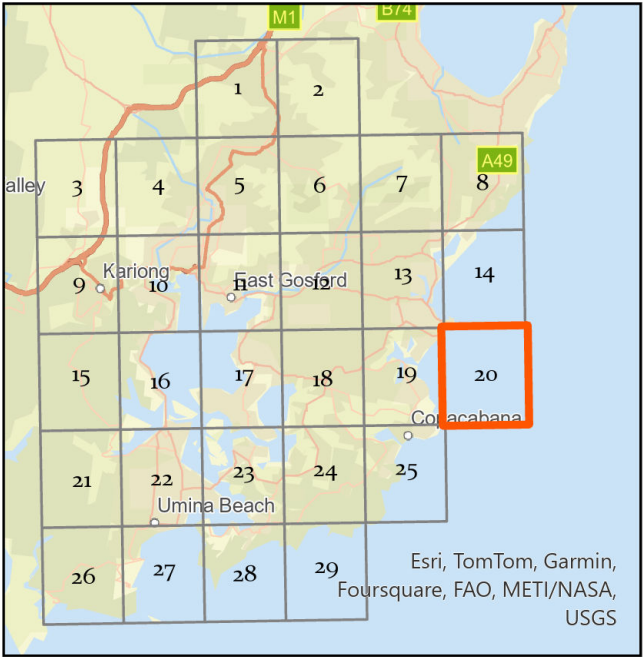 M1
B74
1
2
A49
alley
3
4
5
6
7
8
Kariong
East Gosford
9
10
11
12
13
14
15
16
17
18
19
20
Copacabana
21
22
23
24
25
Umina Beach
26
27
28
29
Esri, TomTom, Garmin,
Foursquare, FAO, METI/NASA,
USGS